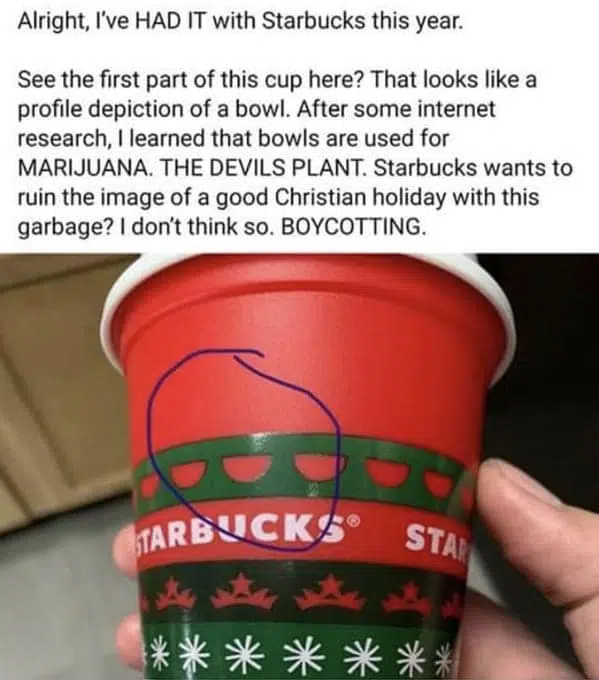 Alright, I've HAD IT with Starbucks this year.
See the first part of this cup here? That looks like a
profile depiction of a bowl. After some internet
research, I learned that bowls are used for
MARIJUANA. THE DEVILS PLANT. Starbucks wants to
ruin the image of a good Christian holiday with this
garbage? I don't think so. BOYCOTTING.
STARBUCKS® STA